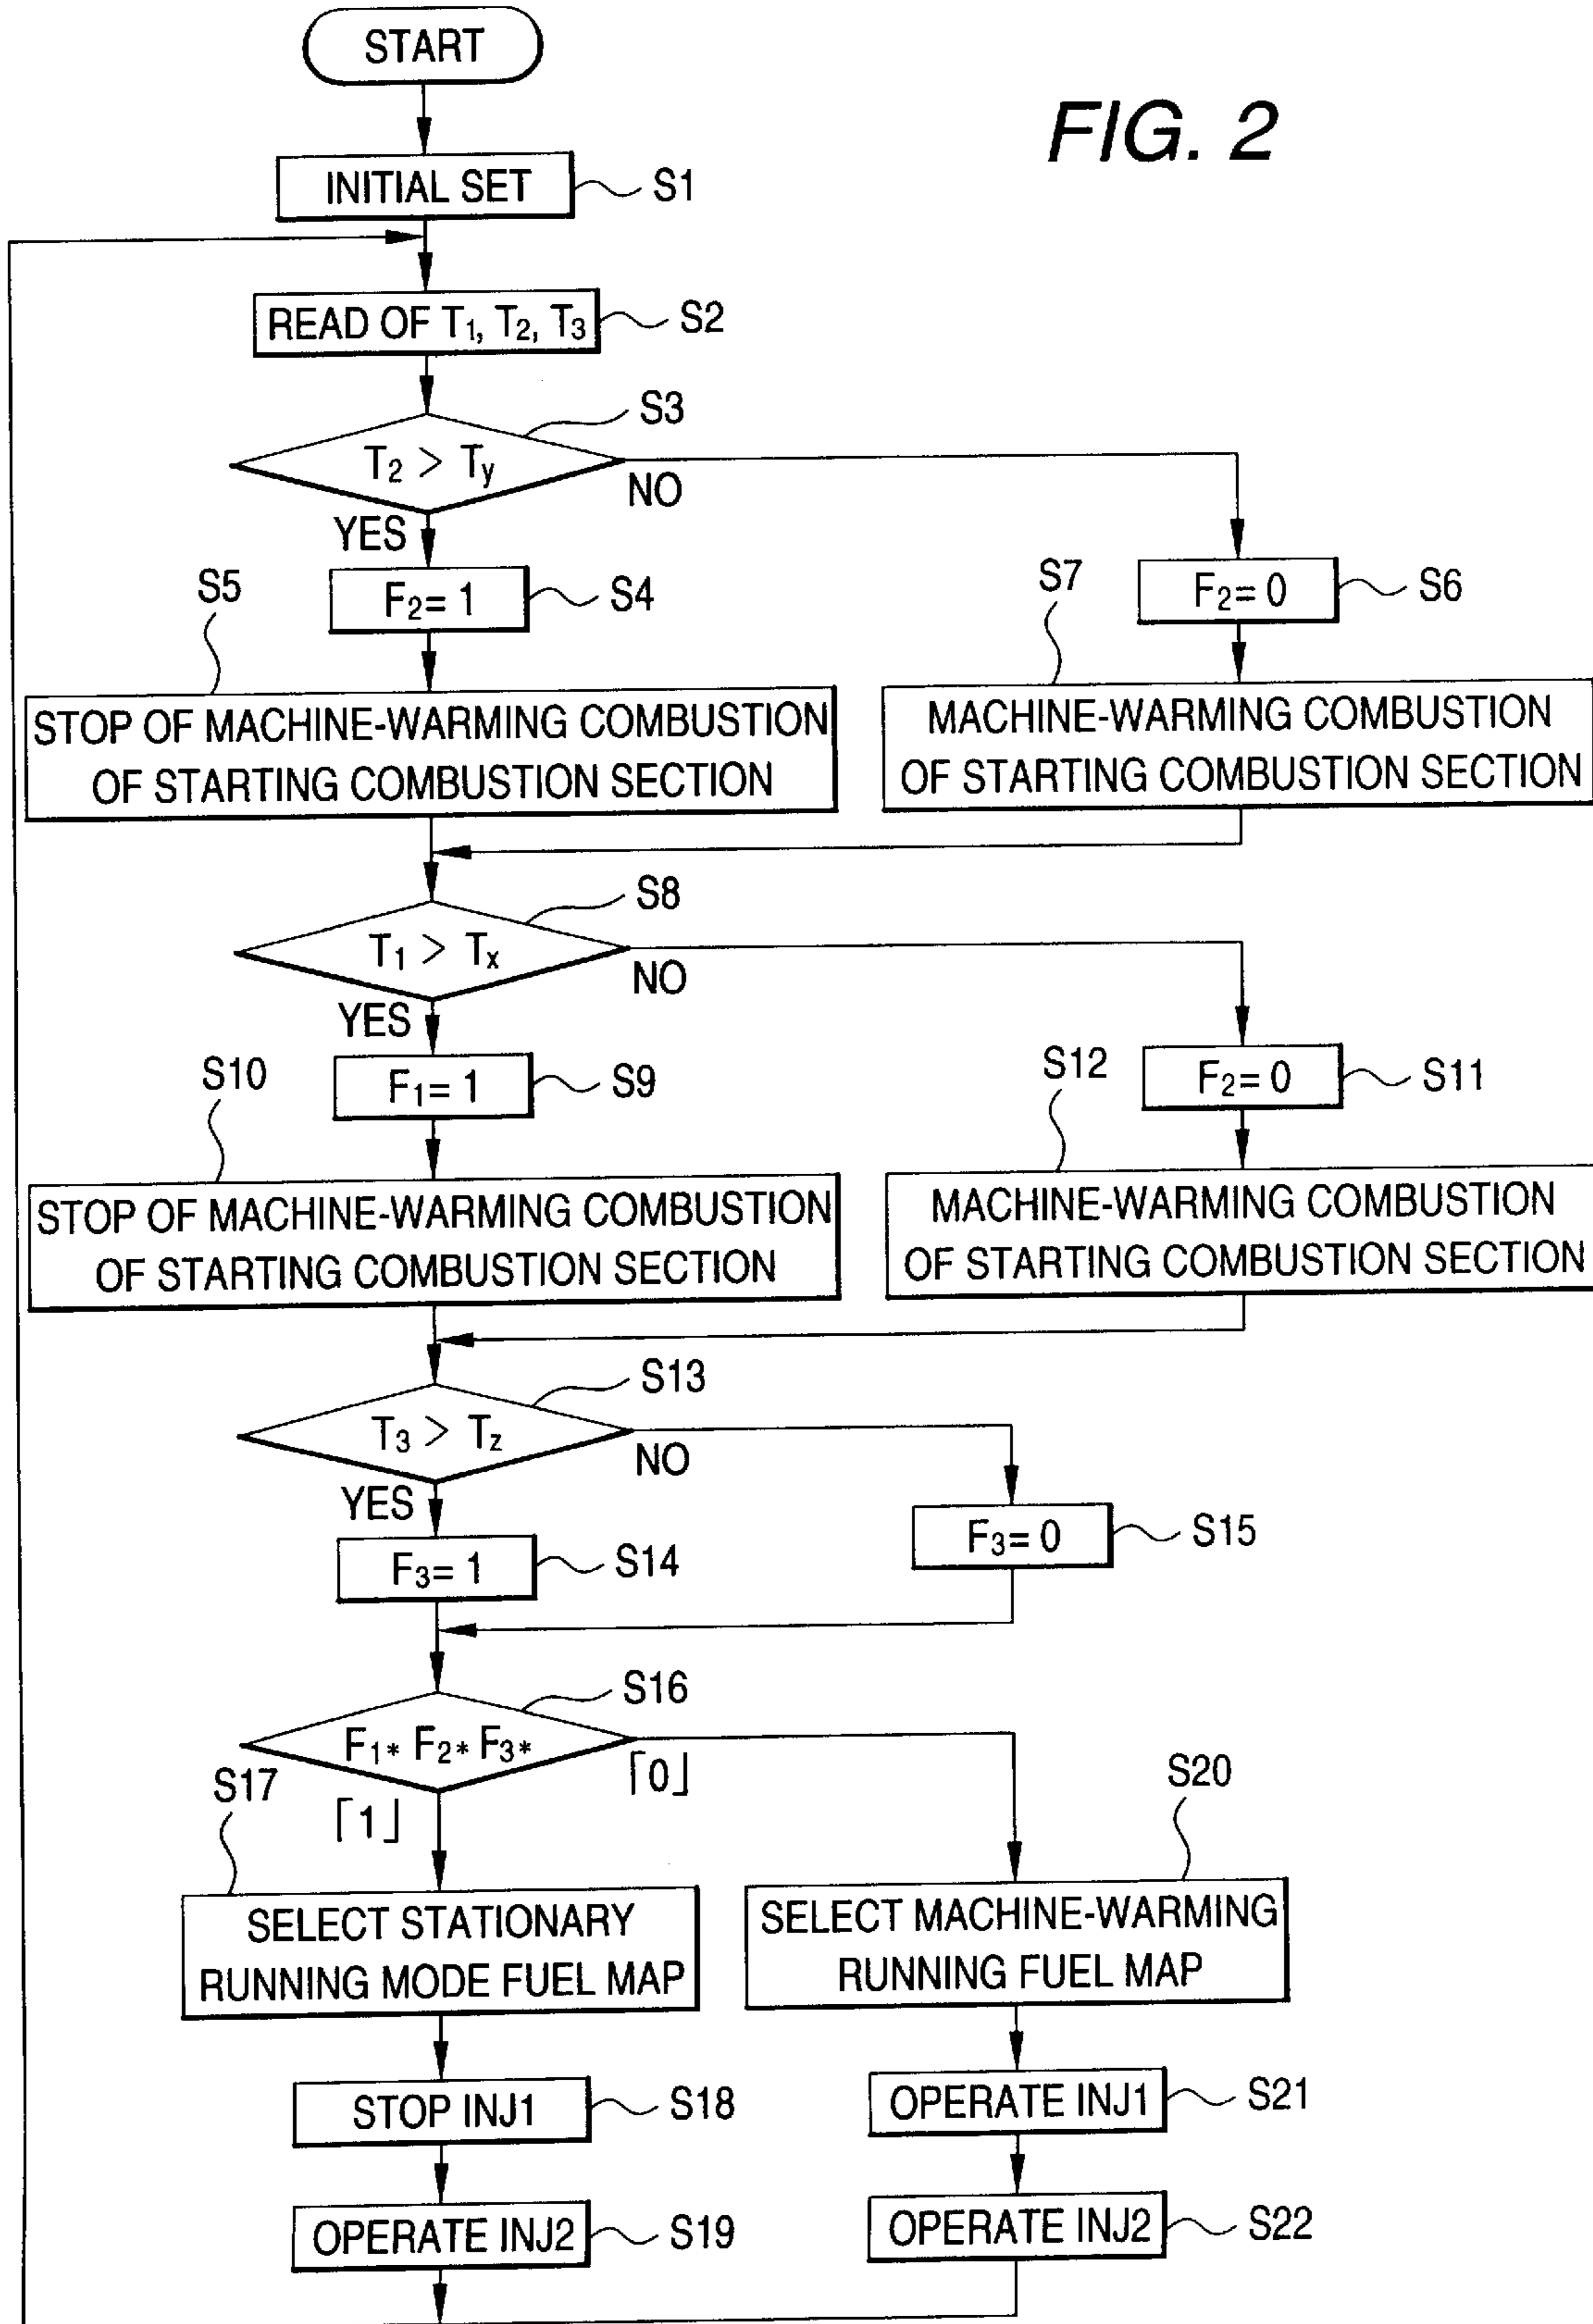 START
FIG. 2
INITIAL SET
S1
READ OF T1, T2, T3
S2
S3
T2 > Ty
NO
YES
S5
F2= 1
S4
S7
F2= 0
S6
STOP OF MACHINE-WARMING COMBUSTION
OF STARTING COMBUSTION SECTION
MACHINE-WARMING COMBUSTION
OF STARTING COMBUSTION SECTION
S8
T1 > Tx
NO
YES
S10
F1= 1
S9
S12
F2= 0
S11
STOP OF MACHINE-WARMING COMBUSTION
OF STARTING COMBUSTION SECTION
MACHINE-WARMING COMBUSTION
OF STARTING COMBUSTION SECTION
S13
T3 > Tz
NO
YES
F3= 1
S14
F3= 0
S15
S16
F1* F2* F3*
「0」
「1」
S17
S20
SELECT STATIONARY
RUNNING MODE FUEL MAP
SELECT MACHINE-WARMING
RUNNING FUEL MAP
STOP INJ1
S18
OPERATE INJ1
S21
OPERATE INJ2
S19
OPERATE INJ2
S22